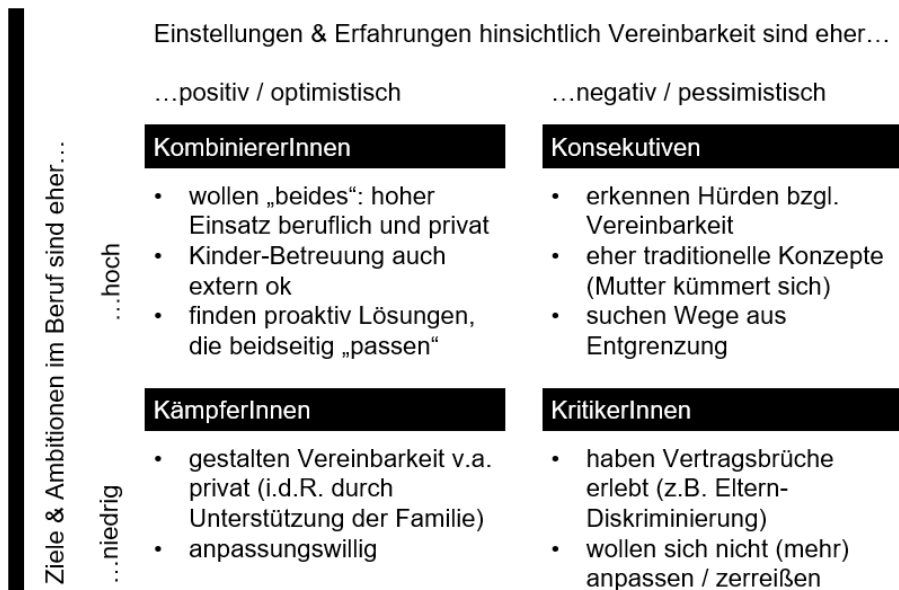 Einstellungen & Erfahrungen hinsichtlich Vereinbarkeit sind eher…
…positiv / optimistisch
…negativ / pessimistisch
Ziele & Ambitionen im Beruf sind eher…
…hoch
KombiniererInnen
• wollen „beides“: hoher
Einsatz beruflich und privat
• Kinder-Betreuung auch
extern ok
• finden proaktiv Lösungen,
die beidseitig „passen“
Konsekutiven
• erkennen Hürden bzgl.
Vereinbarkeit
• eher traditionelle Konzepte
(Mutter kümmert sich)
• suchen Wege aus
Entgrenzung
…niedrig
KämpferInnen
• gestalten Vereinbarkeit v.a.
privat (i.d.R. durch
Unterstützung der Familie)
• anpassungswillig
KritikerInnen
• haben Vertragsbrüche
erlebt (z.B. Eltern-
Diskriminierung)
• wollen sich nicht (mehr)
anpassen / zerreißen